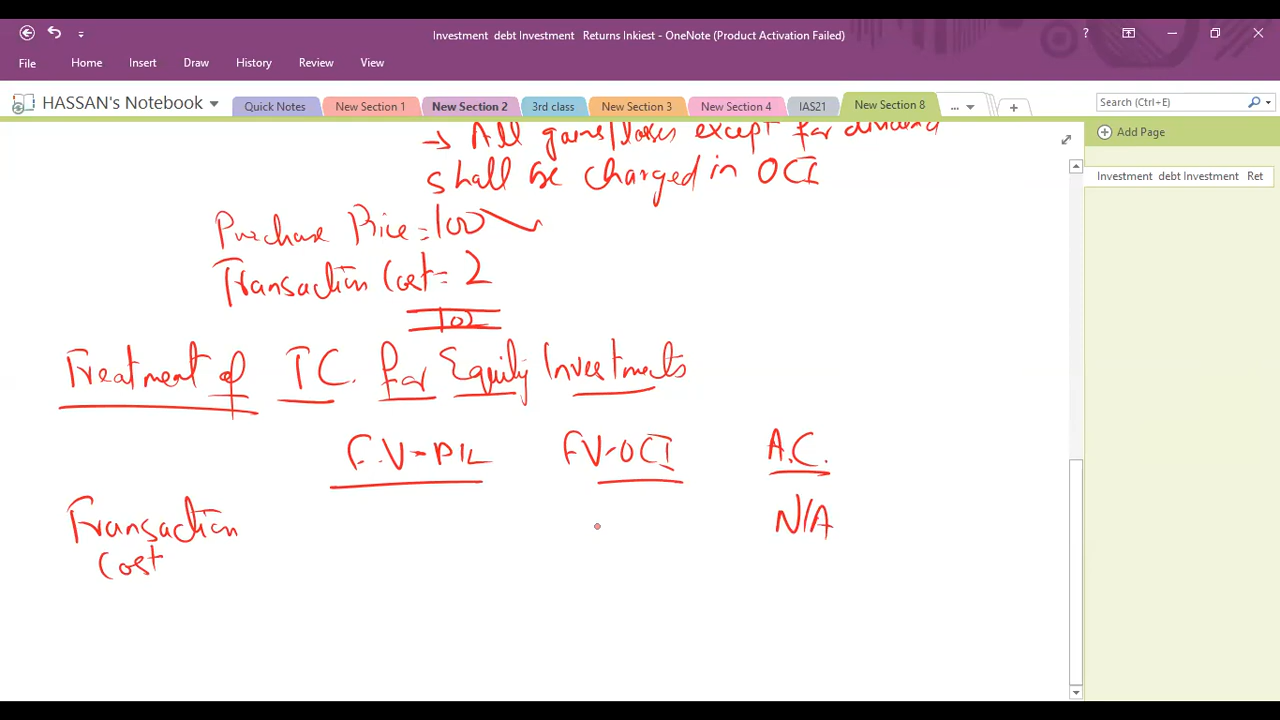 Investment debt Investment Returns Inkiest - OneNote (Product Activation Failed)
File Home Insert Draw History Review View
HASSAN's Notebook
Quick Notes New Section 1 New Section 2 3rd class New Section 3 New Section 4 IAS21 New Section 8 ...
Search (Ctrl+E)
Add Page
Investment debt Investment Ret
→ All gains/losses except for dividend
shall be charged in OCI
Purchase Price = 100
Transaction Cost = 2
102
Treatment of TC. for Equity Investments
F.V-P/L FV-OCI A.C.
Transaction N/A
Cost